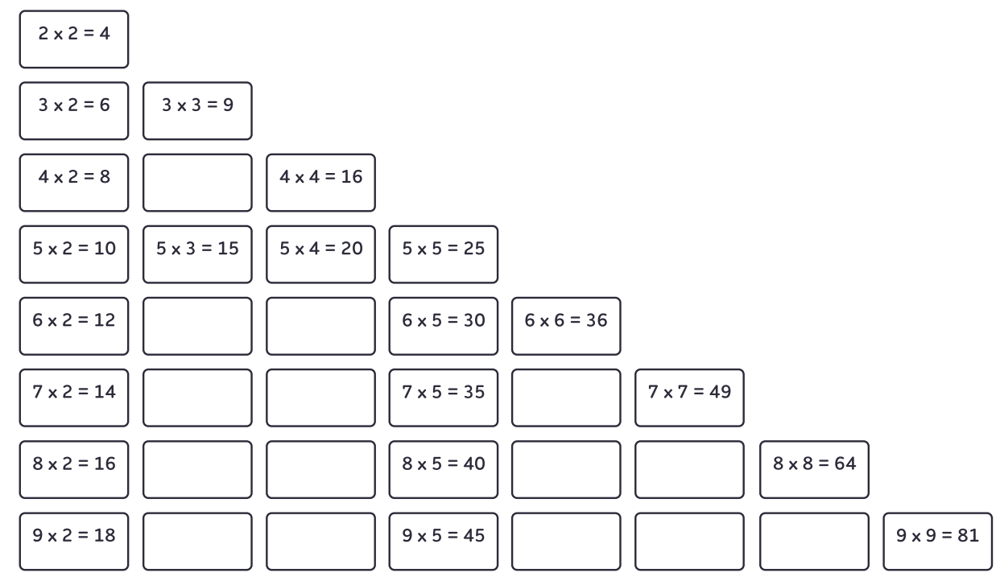 2 x 2 = 4
3 x 2 = 6 3 x 3 = 9
4 x 2 = 8 4 x 4 = 16
5 x 2 = 10 5 x 3 = 15 5 x 4 = 20 5 x 5 = 25
6 x 2 = 12 6 x 5 = 30 6 x 6 = 36
7 x 2 = 14 7 x 5 = 35 7 x 7 = 49
8 x 2 = 16 8 x 5 = 40 8 x 8 = 64
9 x 2 = 18 9 x 5 = 45 9 x 9 = 81